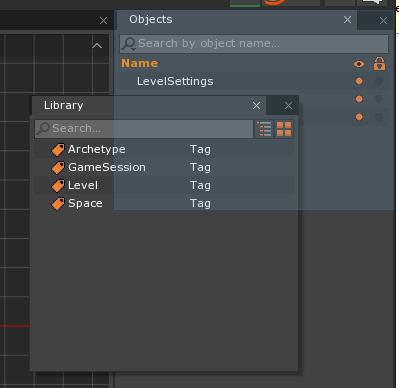 Objects
Search by object name...
Name
LevelSettings
Library
Search...
Archetype Tag
GameSession Tag
Level Tag
Space Tag